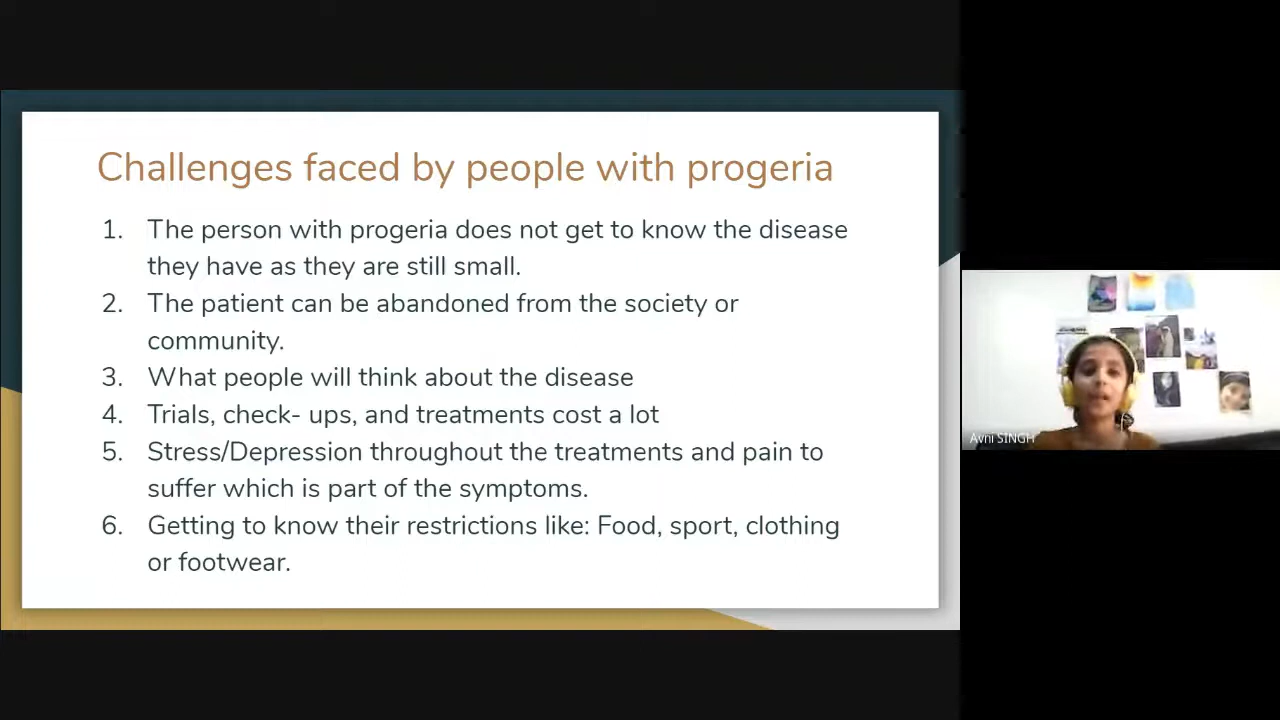 Challenges faced by people with progeria
1. The person with progeria does not get to know the disease
they have as they are still small.
2. The patient can be abandoned from the society or
community.
3. What people will think about the disease
4. Trials, check- ups, and treatments cost a lot
5. Stress/Depression throughout the treatments and pain to
suffer which is part of the symptoms.
6. Getting to know their restrictions like: Food, sport, clothing
or footwear.
Avni SINGH